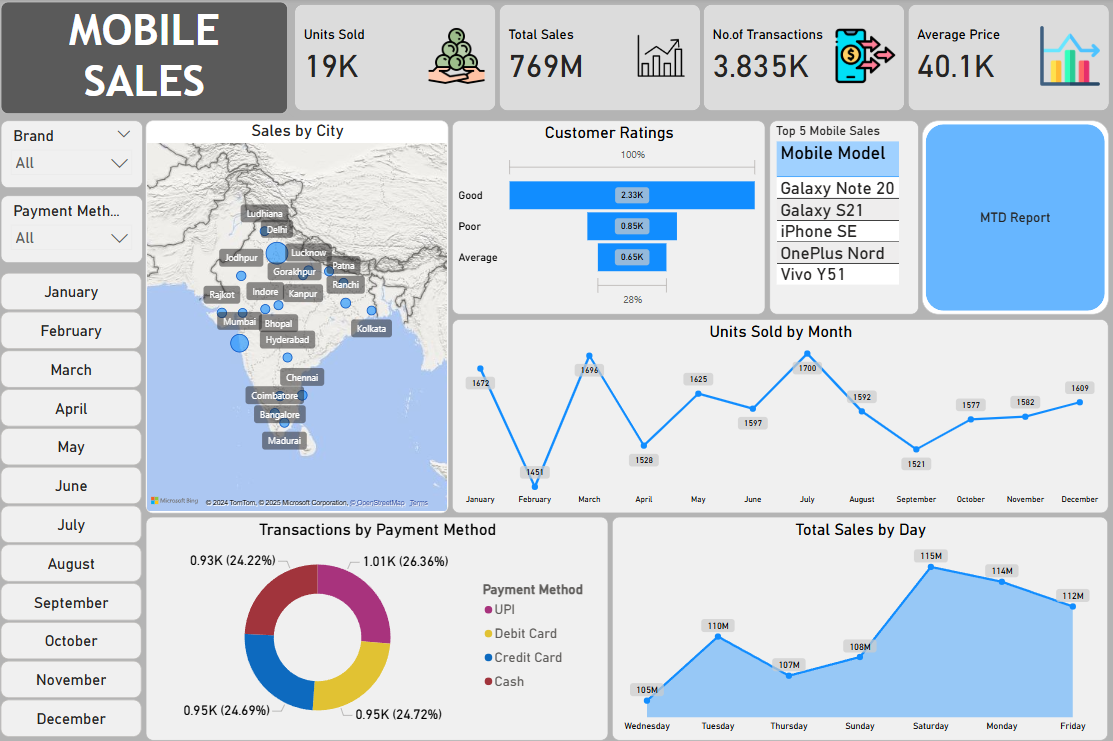 MOBILE
SALES
Units Sold
19K
Total Sales
769M
No.of Transactions
3.835K
Average Price
40.1K
Brand
All
Payment Meth...
All
January
February
March
April
May
June
July
August
September
October
November
December
Sales by City
Ludhiana
Delhi
Jodhpur
Lucknow
Gorakhpur
Patna
Rajkot
Indore
Kanpur
Ranchi
Mumbai
Bhopal
Kolkata
Hyderabad
Chennai
Coimbatore
Bangalore
Madurai
Microsoft Bing
© 2024 TomTom, © 2025 Microsoft Corporation, © OpenStreetMap Terms
Customer Ratings
100%
Good
2.33K
Poor
0.85K
Average
0.65K
28%
Top 5 Mobile Sales
Mobile Model
Galaxy Note 20
Galaxy S21
iPhone SE
OnePlus Nord
Vivo Y51
MTD Report
Units Sold by Month
1672
1451
1696
1528
1625
1597
1700
1592
1521
1577
1582
1609
January February March April May June July August September October November December
Transactions by Payment Method
0.93K (24.22%)
1.01K (26.36%)
0.95K (24.69%)
0.95K (24.72%)
Payment Method
UPI
Debit Card
Credit Card
Cash
Total Sales by Day
105M
110M
107M
108M
115M
114M
112M
Wednesday Tuesday Thursday Sunday Saturday Monday Friday